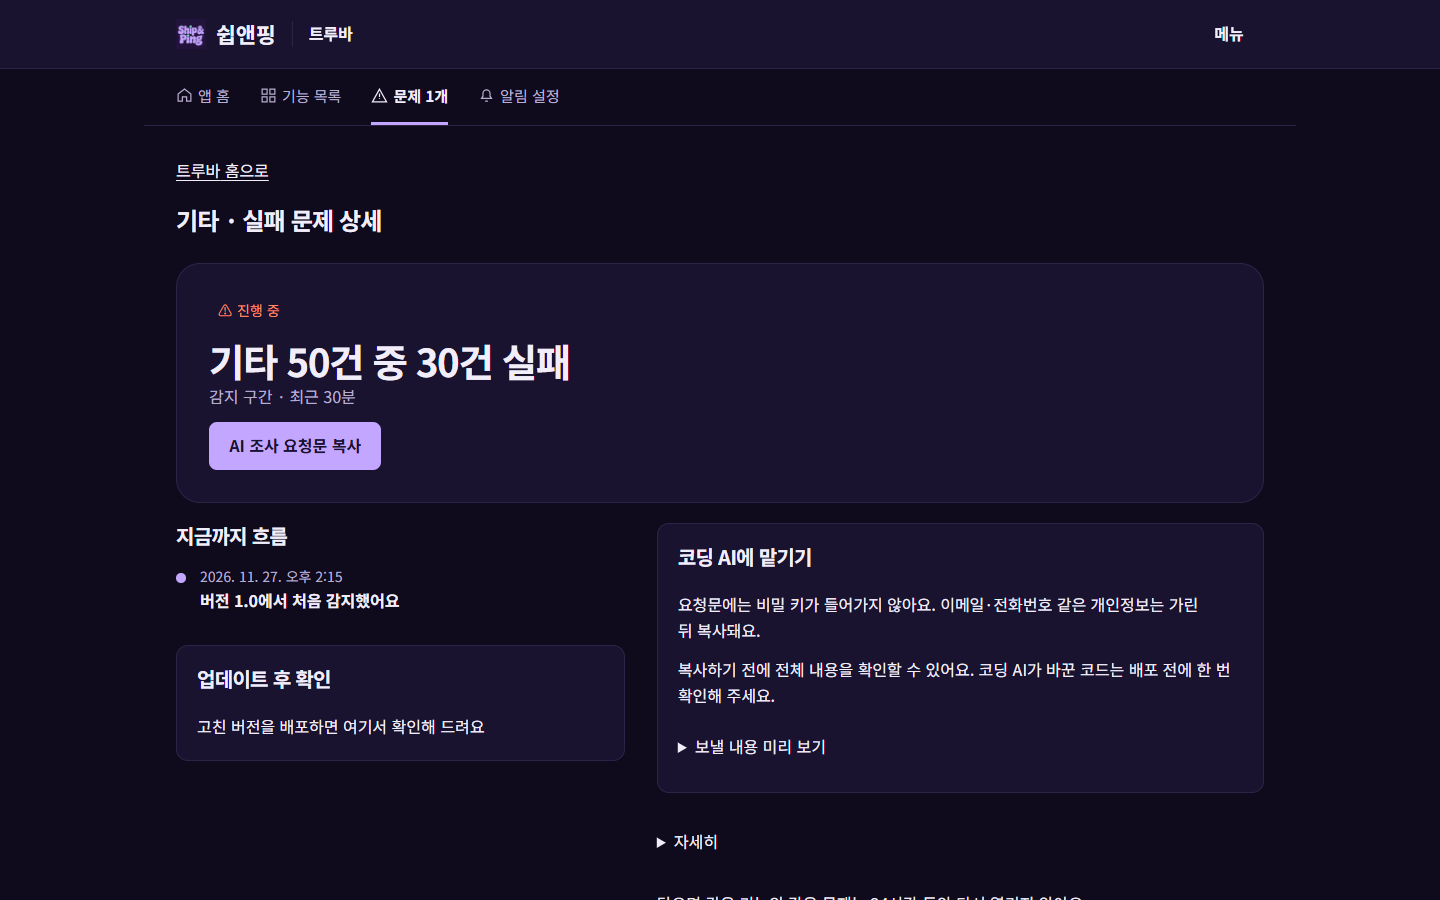 Ship&
Ping
쉽앤핑
트루바
메뉴
앱 홈
기능 목록
문제 1개
알림 설정
트루바 홈으로
기타 · 실패 문제 상세
진행 중
기타 50건 중 30건 실패
감지 구간 · 최근 30분
AI 조사 요청문 복사
지금까지 흐름
2026. 11. 27. 오후 2:15
버전 1.0에서 처음 감지했어요
업데이트 후 확인
고친 버전을 배포하면 여기서 확인해 드려요
코딩 AI에 맡기기
요청문에는 비밀 키가 들어가지 않아요. 이메일·전화번호 같은 개인정보는 가린
뒤 복사돼요.
복사하기 전에 전체 내용을 확인할 수 있어요. 코딩 AI가 바꾼 코드는 배포 전에 한 번
확인해 주세요.
보낼 내용 미리 보기
자세히